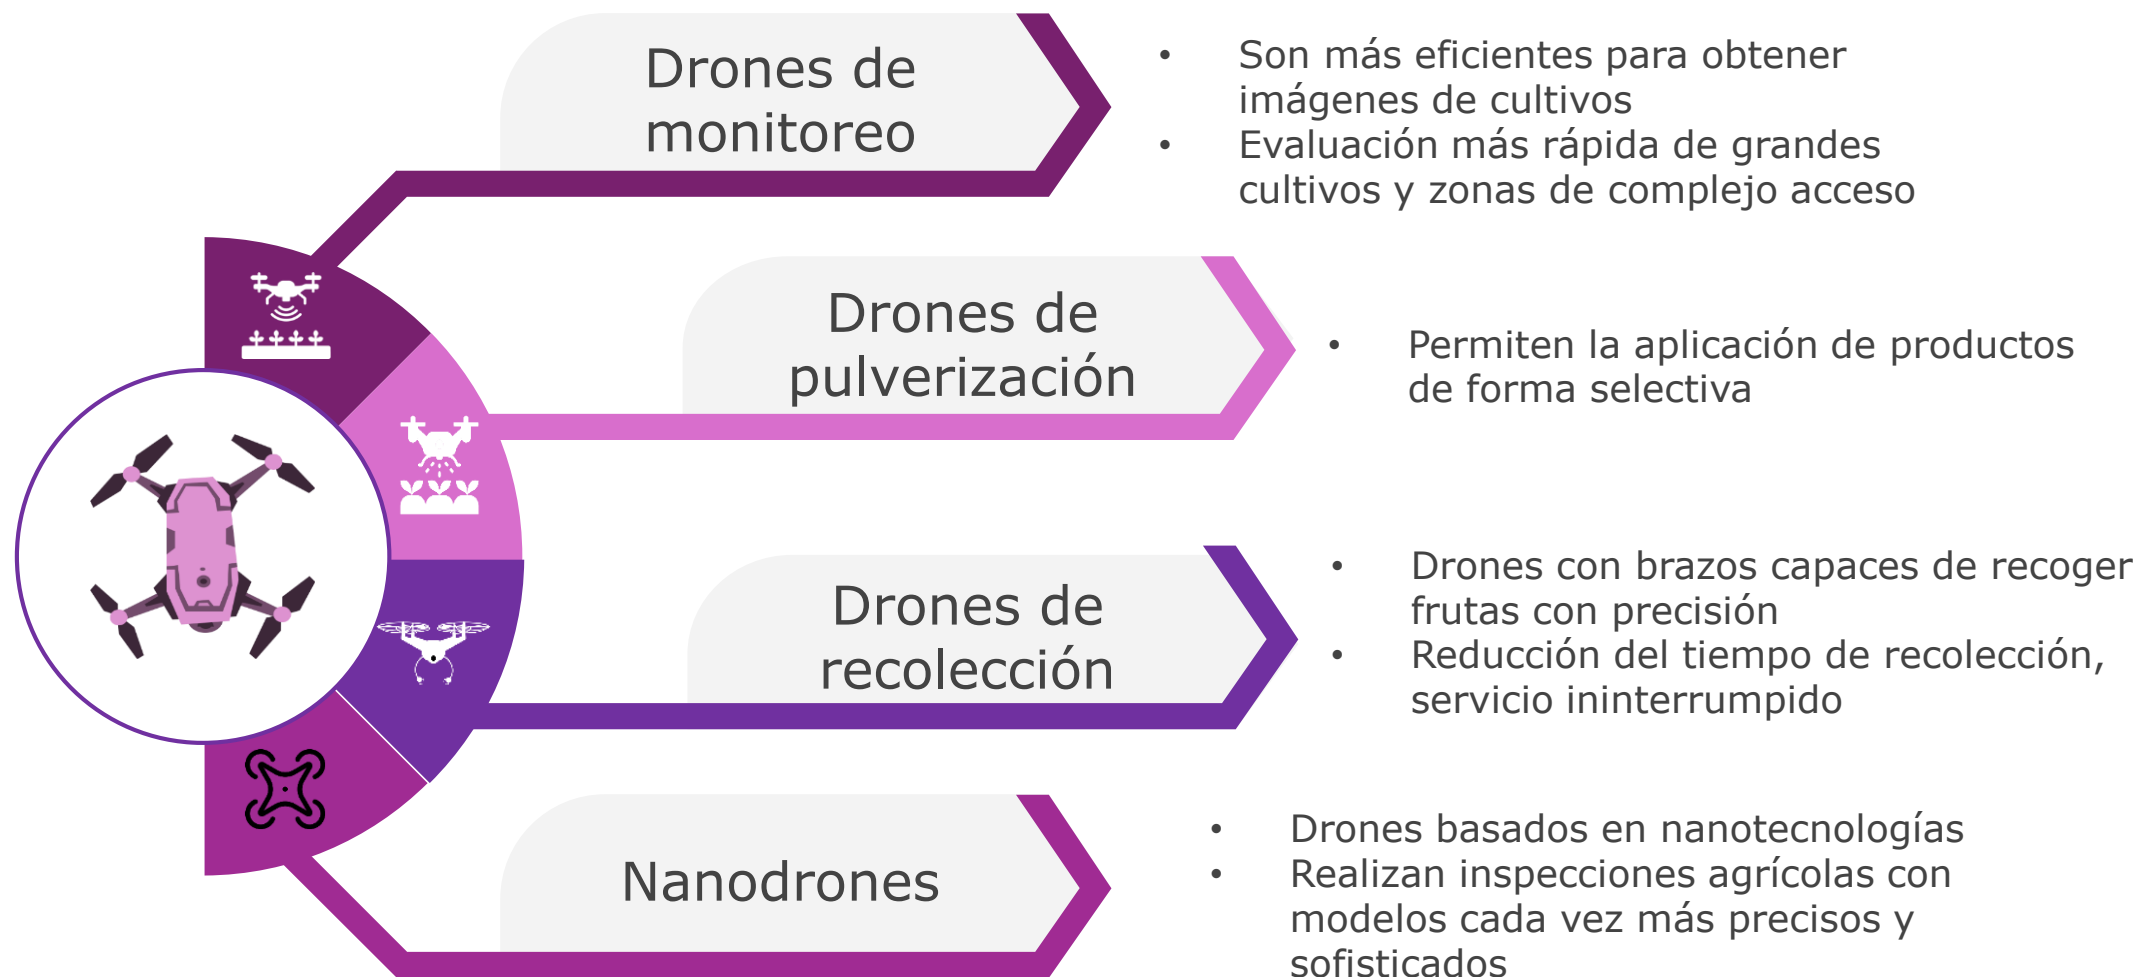 Drones de
monitoreo
• Son más eficientes para obtener
imágenes de cultivos
• Evaluación más rápida de grandes
cultivos y zonas de complejo acceso
Drones de
pulverización
• Permiten la aplicación de productos
de forma selectiva
Drones de
recolección
• Drones con brazos capaces de recoger
frutas con precisión
• Reducción del tiempo de recolección,
servicio ininterrumpido
Nanodrones
• Drones basados en nanotecnologías
• Realizan inspecciones agrícolas con
modelos cada vez más precisos y
sofisticados